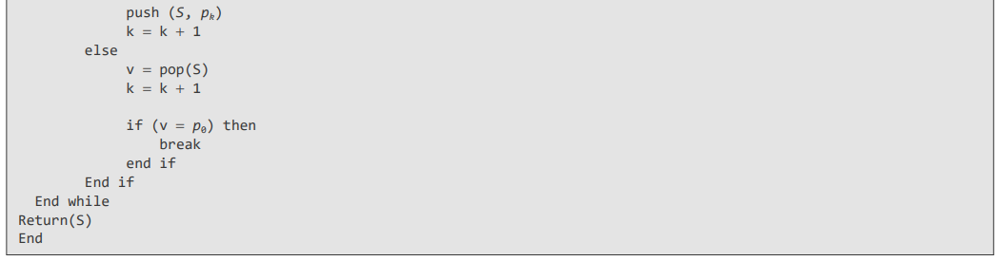 push (S, pₖ)
k = k + 1
else
v = pop(S)
k = k + 1
if (v = p₀) then
break
end if
End if
End while
Return(S)
End